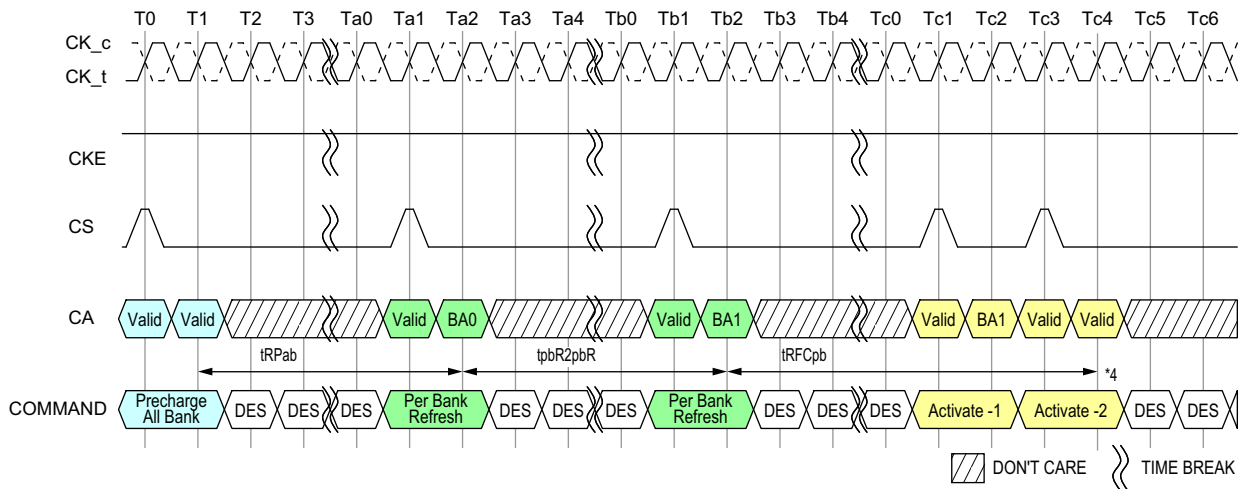 T0 T1 T2 T3 Ta0 Ta1 Ta2 Ta3 Ta4 Tb0 Tb1 Tb2 Tb3 Tb4 Tc0 Tc1 Tc2 Tc3 Tc4 Tc5 Tc6
CK_c
CK_t
CKE
CS
CA Valid Valid Valid BA0 Valid BA1 Valid BA1 Valid Valid
tRPab tpbR2pbR tRFCpb
*4
COMMAND Precharge All Bank DES DES DES Per Bank Refresh DES DES DES Per Bank Refresh DES DES DES Activate -1 Activate -2 DES DES
DON'T CARE TIME BREAK